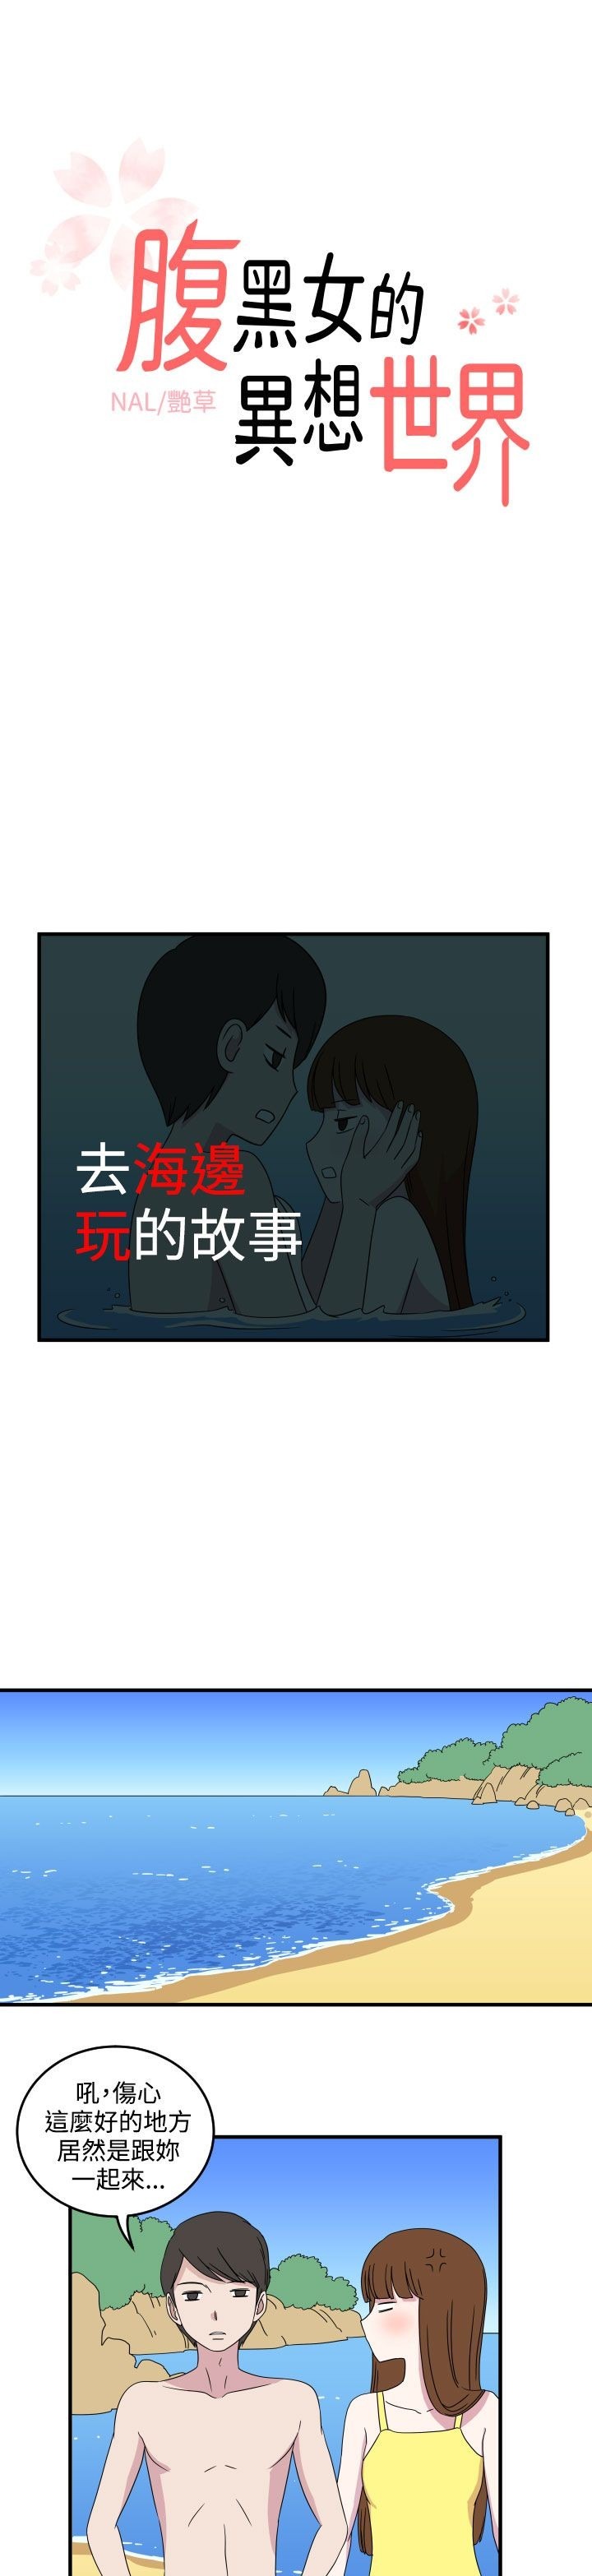 腹黑女的
異想世界
NAL/艷草
去海邊
玩的故事
吼，傷心
這麼好的地方
居然是跟妳
一起來...